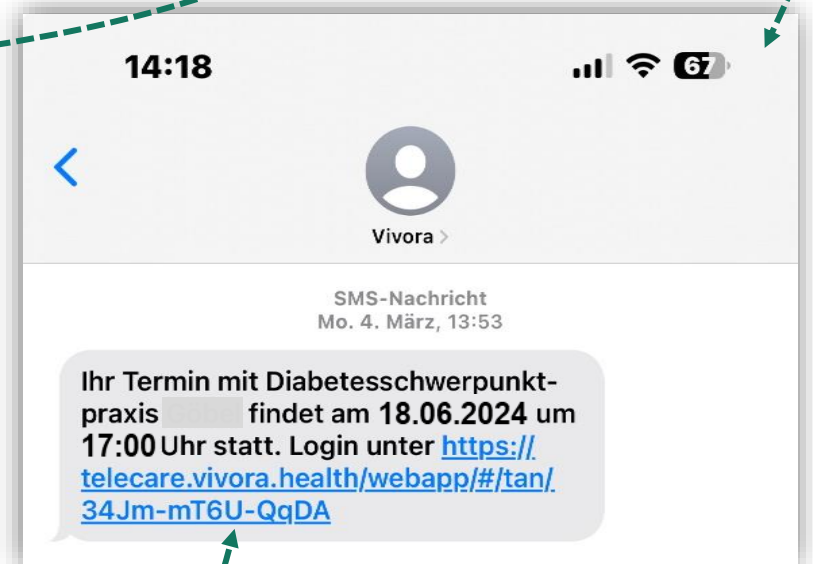 14:18
67
Vivora >
SMS-Nachricht
Mo. 4. März, 13:53
Ihr Termin mit Diabetesschwerpunkt-
praxis findet am 18.06.2024 um
17:00 Uhr statt. Login unter https://
telecare.vivora.health/webapp/#/tan/
34Jm-mT6U-QqDA